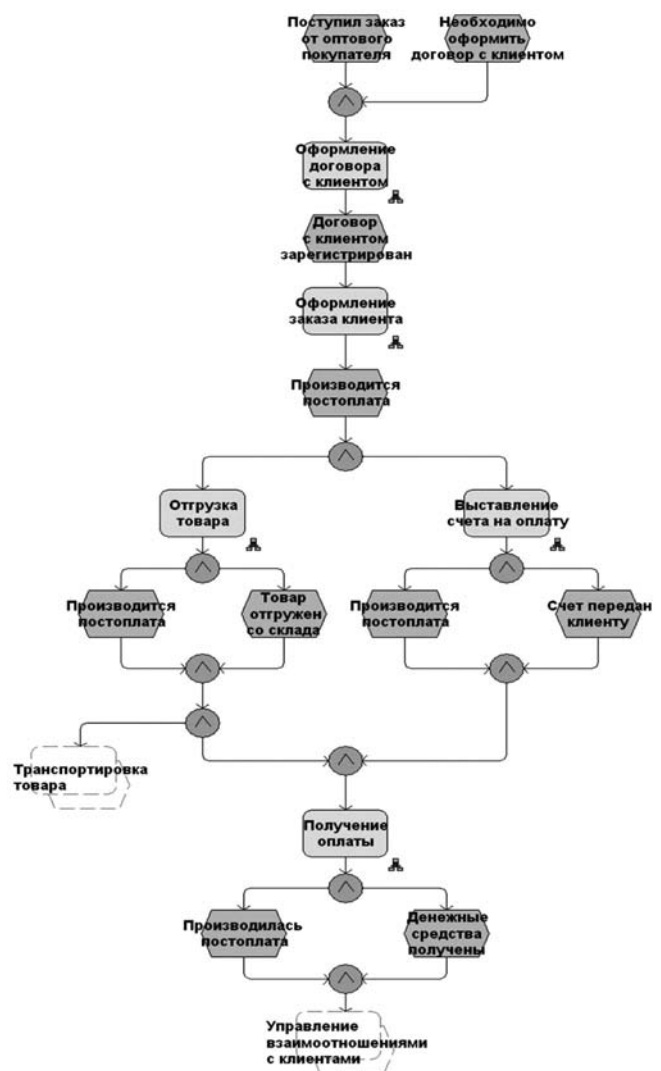 Поступил заказ
от оптового
покупателя
Необходимо
оформить
договор с клиентом
Оформление
договора
с клиентом
Договор
с клиентом
зарегистрирован
Оформление
заказа клиента
Производится
постоплата
Отгрузка
товара
Выставление
счета на оплату
Производится
постоплата
Товар
отгружен
со склада
Производится
постоплата
Счет передан
клиенту
Транспортировка
товара
Получение
оплаты
Производилась
постоплата
Денежные
средства
получены
Управление
взаимоотношениями
с клиентами